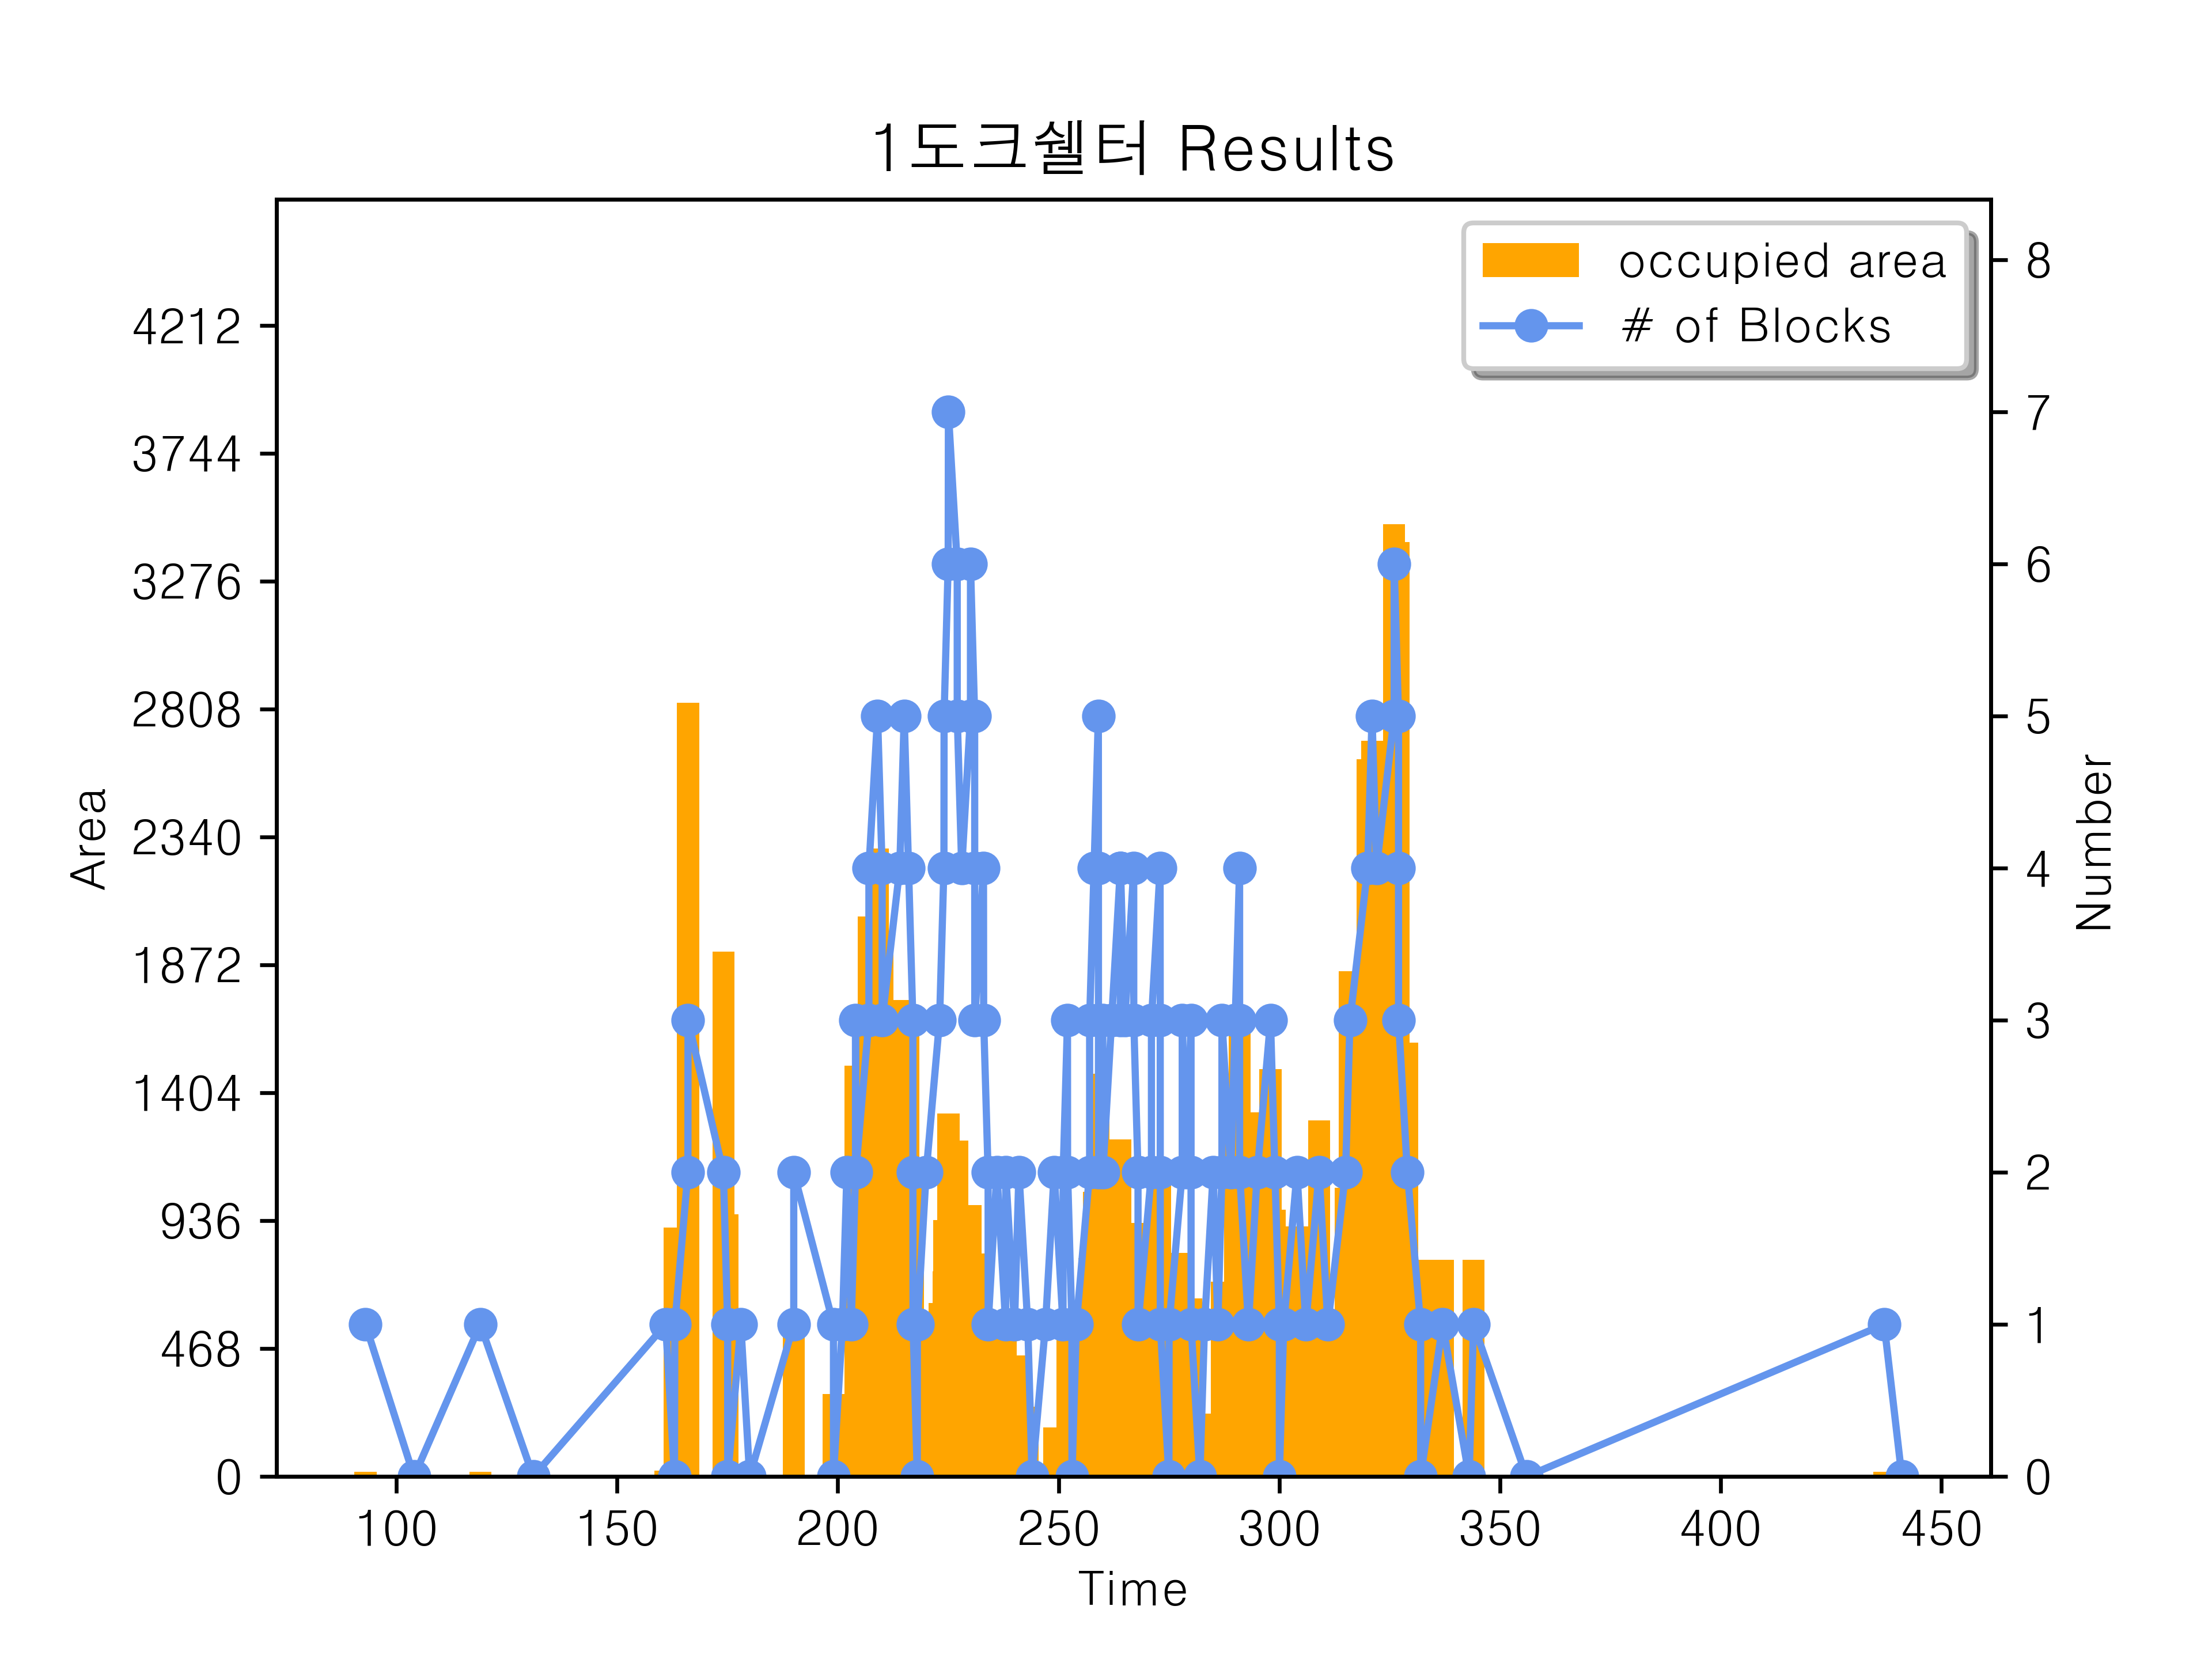 1도크쉘터 Results
occupied area
# of Blocks
Area
4212
3744
3276
2808
2340
1872
1404
936
468
0
8
7
6
5
4
3
2
1
0
Number
100 150 200 250 300 350 400 450
Time